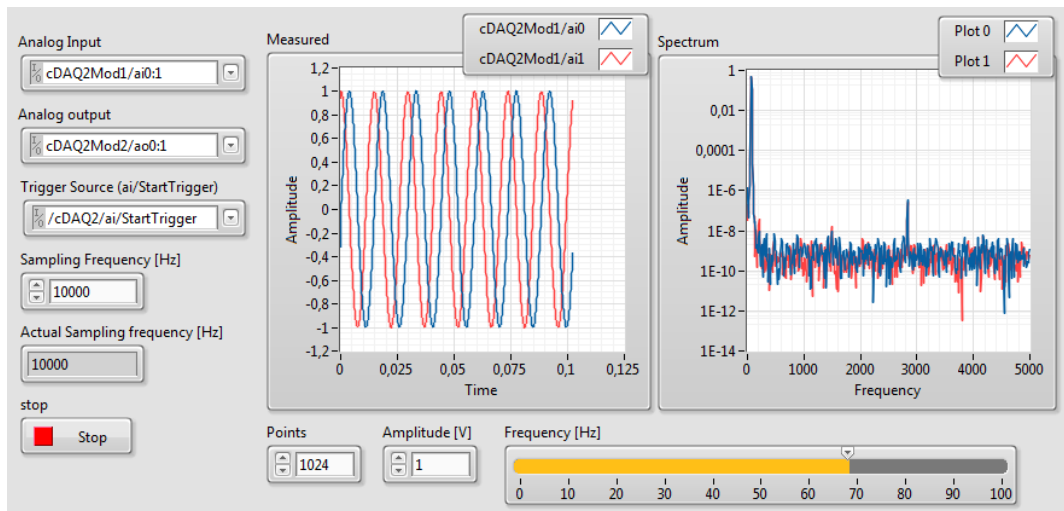 Analog Input
cDAQ2Mod1/ai0:1
Analog output
cDAQ2Mod2/ao0:1
Trigger Source (ai/StartTrigger)
/cDAQ2/ai/StartTrigger
Sampling Frequency [Hz]
10000
Actual Sampling frequency [Hz]
10000
stop
Stop
Measured
cDAQ2Mod1/ai0
cDAQ2Mod1/ai1
Amplitude
1,2
1
0,8
0,6
0,4
0,2
0
-0,2
-0,4
-0,6
-0,8
-1
-1,2
0 0,025 0,05 0,075 0,1 0,125
Time
Spectrum
Plot 0
Plot 1
Amplitude
1
0,01
0,0001
1E-6
1E-8
1E-10
1E-12
1E-14
0 1000 2000 3000 4000 5000
Frequency
Points
1024
Amplitude [V]
1
Frequency [Hz]
0 10 20 30 40 50 60 70 80 90 100